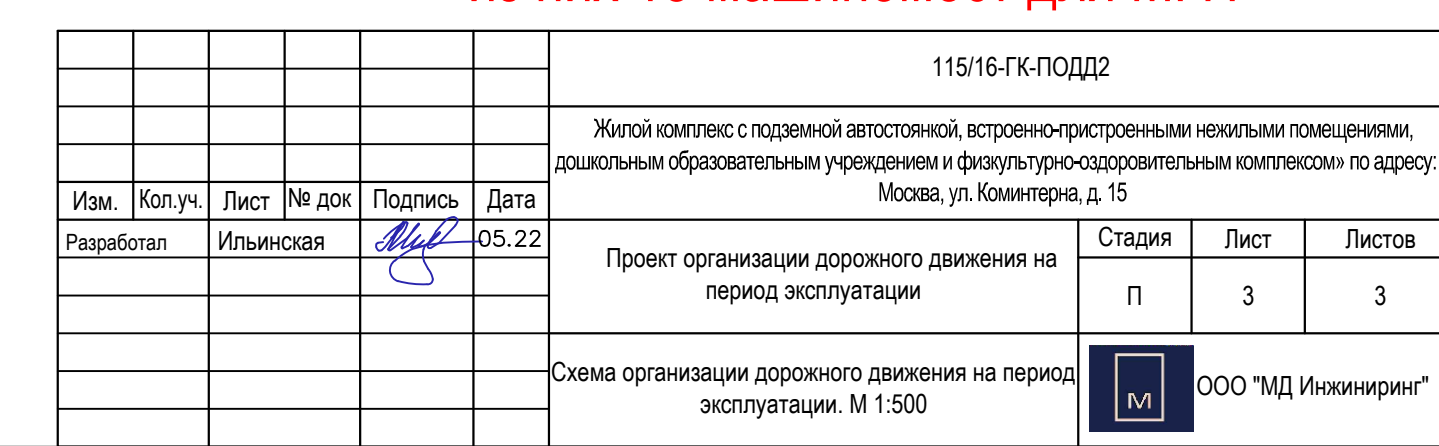 115/16-ГК-ПОДД2
Жилой комплекс с подземной автостоянкой, встроенно-пристроенными нежилыми помещениями,
дошкольным образовательным учреждением и физкультурно-оздоровительным комплексом» по адресу:
Москва, ул. Коминтерна, д. 15
Изм. Кол.уч. Лист № док Подпись Дата
Разработал Ильинская 05.22
Проект организации дорожного движения на
период эксплуатации
Стадия Лист Листов
П 3 3
Схема организации дорожного движения на период
эксплуатации. М 1:500
М
ООО "МД Инжиниринг"